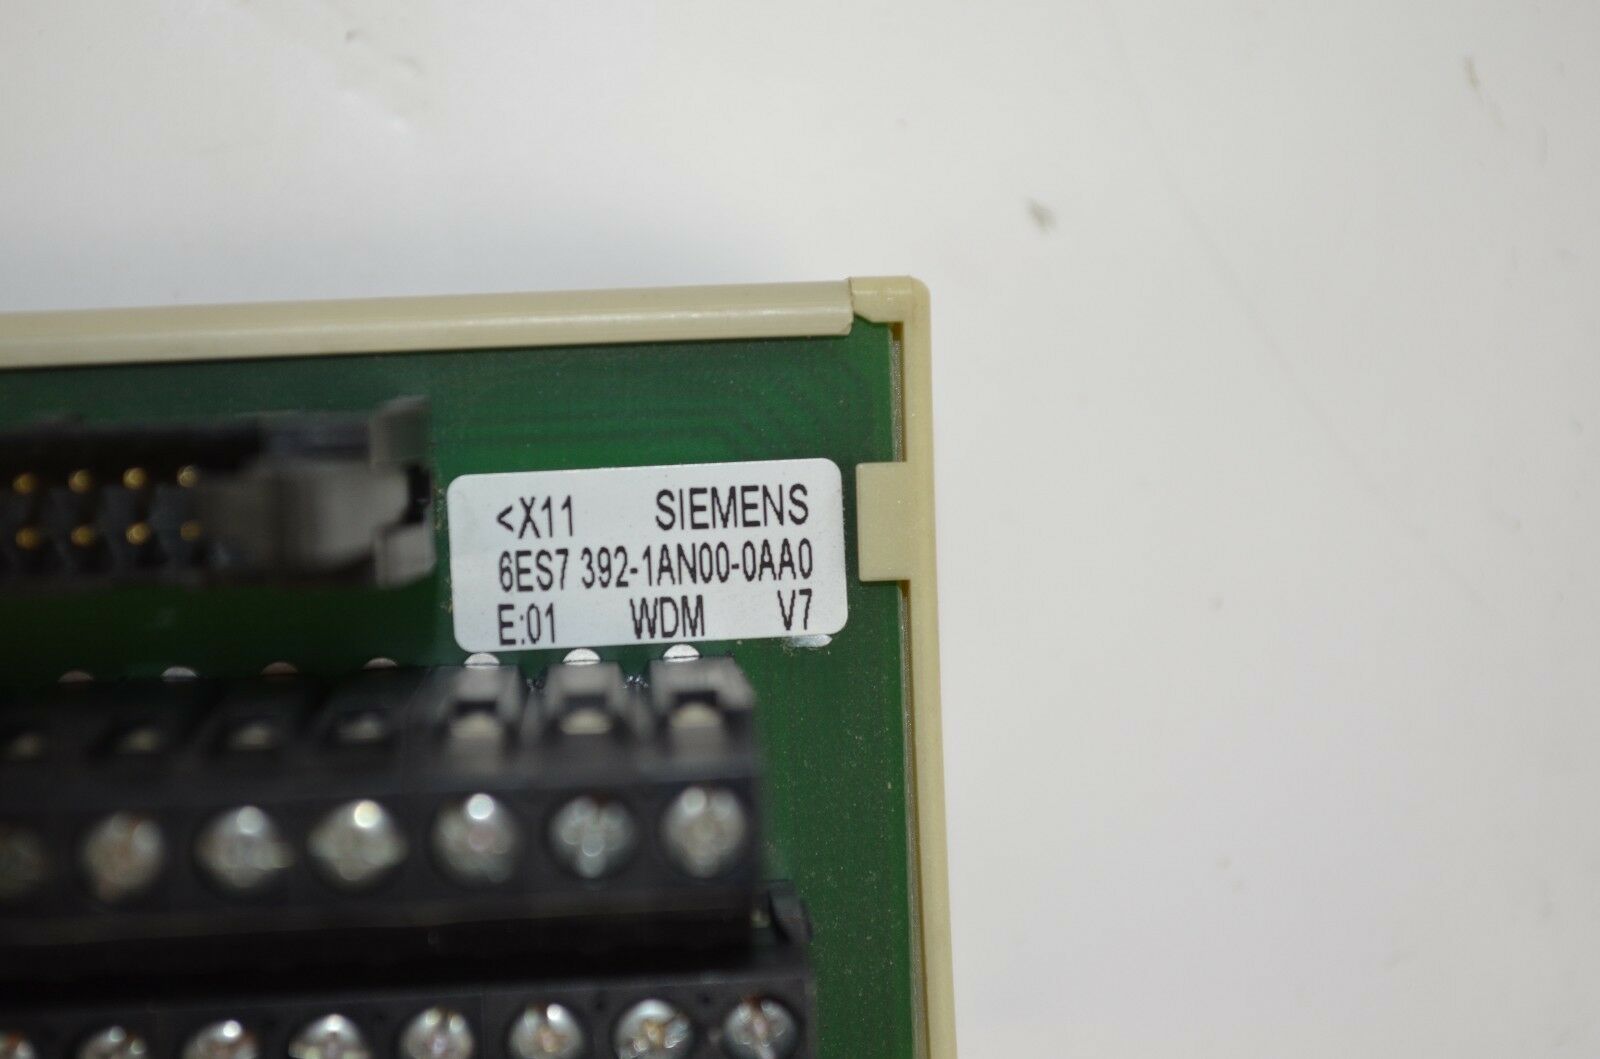 <X11 SIEMENS
6ES7 392-1AN00-0AA0
E:01 WDM V7